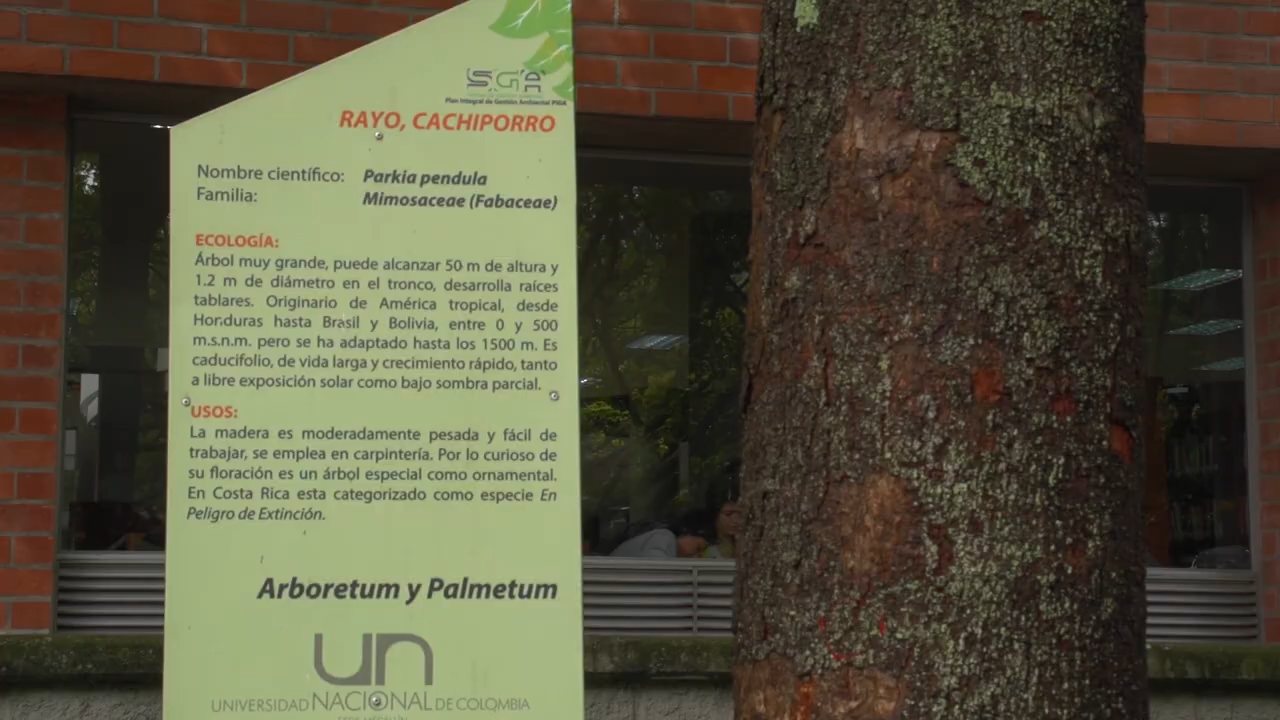 SGA
Plan Integral de Gestión Ambiental PIGA
RAYO, CACHIPORRO
Nombre científico: Parkia pendula
Familia: Mimosaceae (Fabaceae)
ECOLOGÍA:
Árbol muy grande, puede alcanzar 50 m de altura y
1.2 m de diámetro en el tronco, desarrolla raíces
tablares. Originario de América tropical, desde
Honduras hasta Brasil y Bolivia, entre 0 y 500
m.s.n.m. pero se ha adaptado hasta los 1500 m. Es
caducifolio, de vida larga y crecimiento rápido, tanto
a libre exposición solar como bajo sombra parcial.
USOS:
La madera es moderadamente pesada y fácil de
trabajar, se emplea en carpintería. Por lo curioso de
su floración es un árbol especial como ornamental.
En Costa Rica esta categorizado como especie En
Peligro de Extinción.
Arboretum y Palmetum
un
UNIVERSIDAD NACIONAL DE COLOMBIA